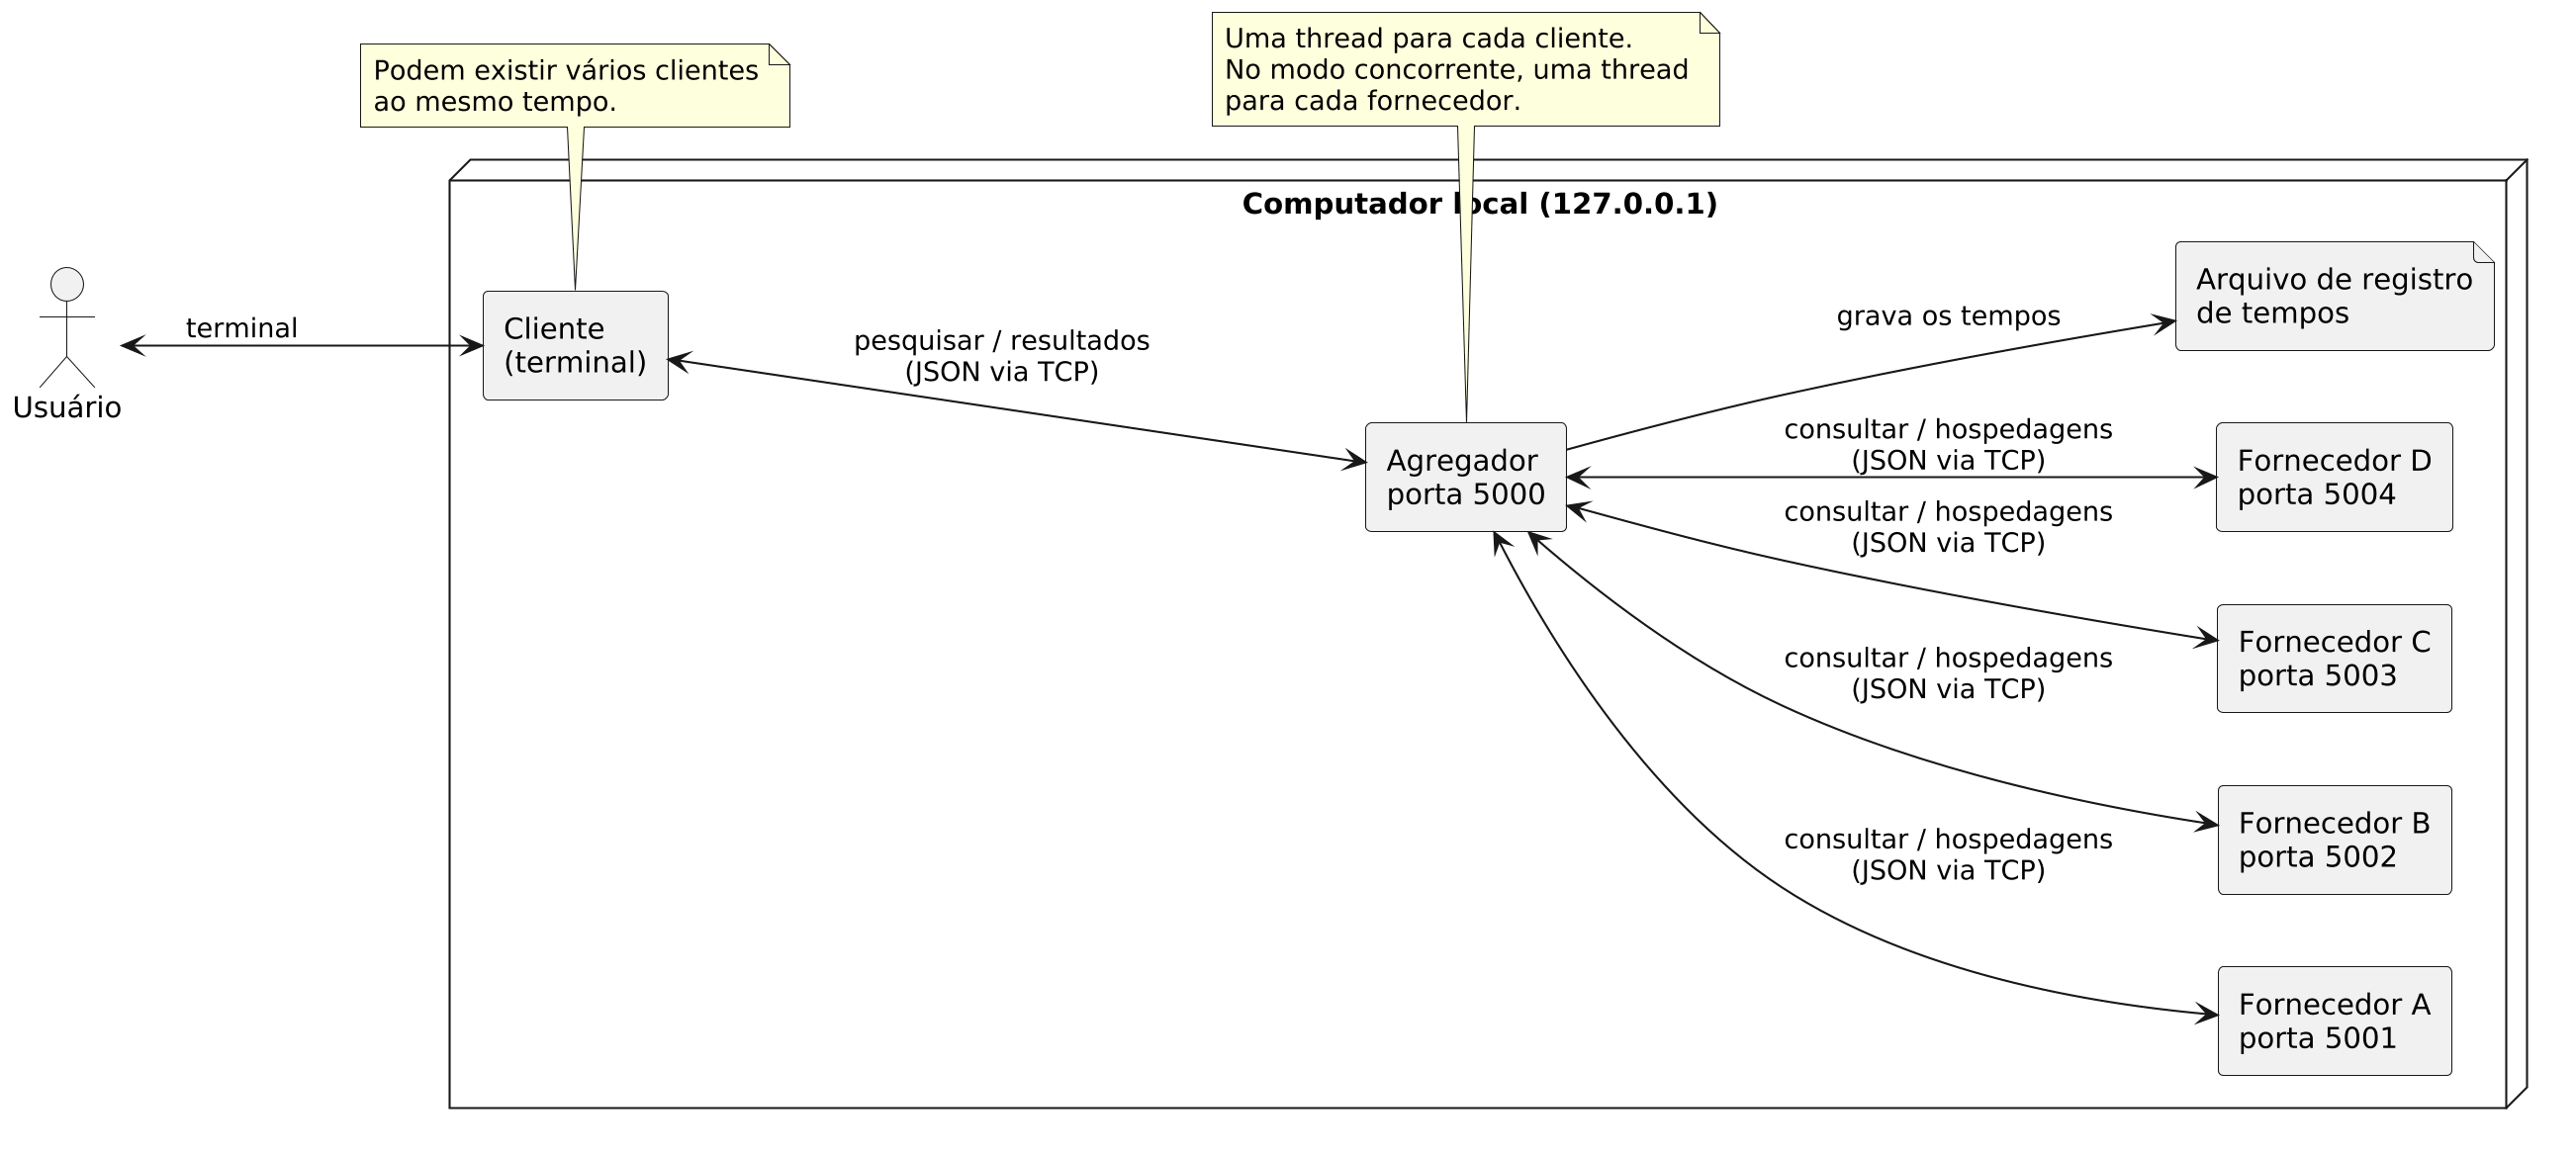 Podem existir vários clientes
ao mesmo tempo.
Uma thread para cada cliente.
No modo concorrente, uma thread
para cada fornecedor.
Computador local (127.0.0.1)
Usuário
terminal
Cliente
(terminal)
pesquisar / resultados
(JSON via TCP)
Agregador
porta 5000
grava os tempos
Arquivo de registro
de tempos
consultar / hospedagens
(JSON via TCP)
Fornecedor D
porta 5004
consultar / hospedagens
(JSON via TCP)
Fornecedor C
porta 5003
consultar / hospedagens
(JSON via TCP)
Fornecedor B
porta 5002
consultar / hospedagens
(JSON via TCP)
Fornecedor A
porta 5001